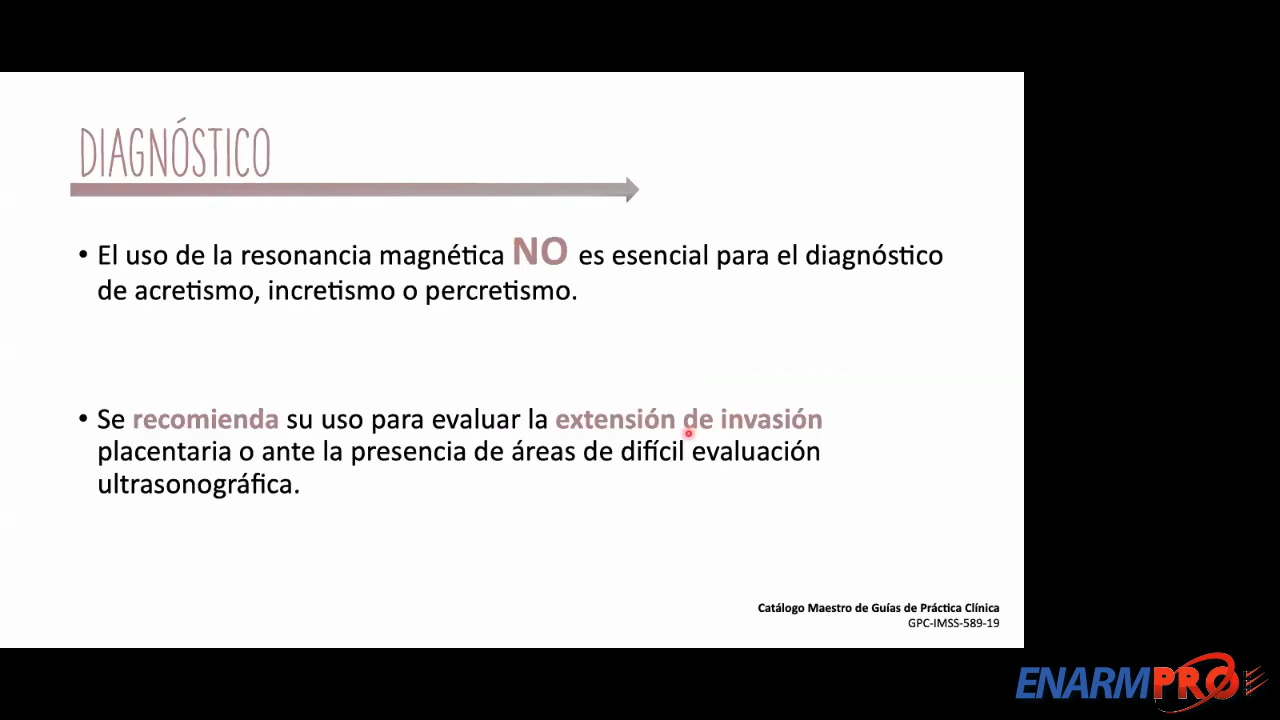 DIAGNÓSTICO
• El uso de la resonancia magnética NO es esencial para el diagnóstico
de acretismo, incretismo o percretismo.
• Se recomienda su uso para evaluar la extensión de invasión
placentaria o ante la presencia de áreas de difícil evaluación
ultrasonográfica.
Catálogo Maestro de Guías de Práctica Clínica
GPC-IMSS-589-19
ENARMPRO